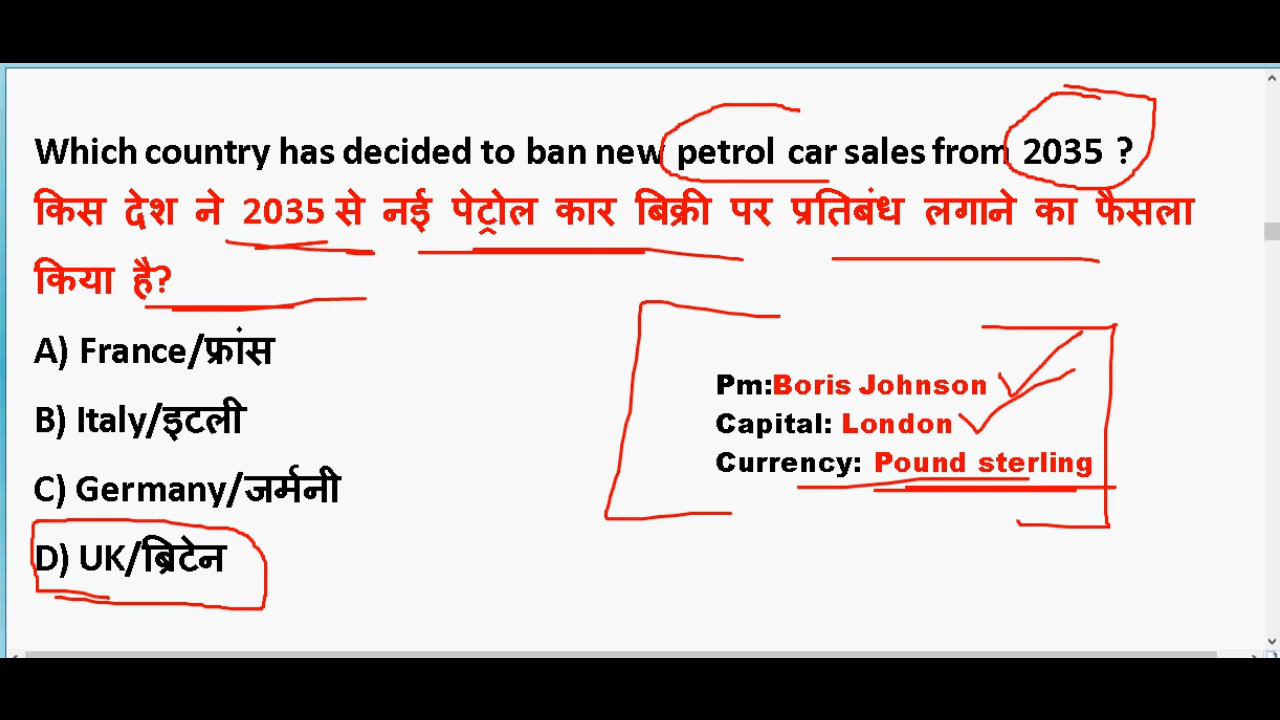 Which country has decided to ban new petrol car sales from 2035 ?
किस देश ने 2035 से नई पेट्रोल कार बिक्री पर प्रतिबंध लगाने का फैसला
किया है?
A) France/फ्रांस
B) Italy/इटली
C) Germany/जर्मनी
D) UK/ब्रिटेन
Pm:Boris Johnson
Capital: London
Currency: Pound sterling